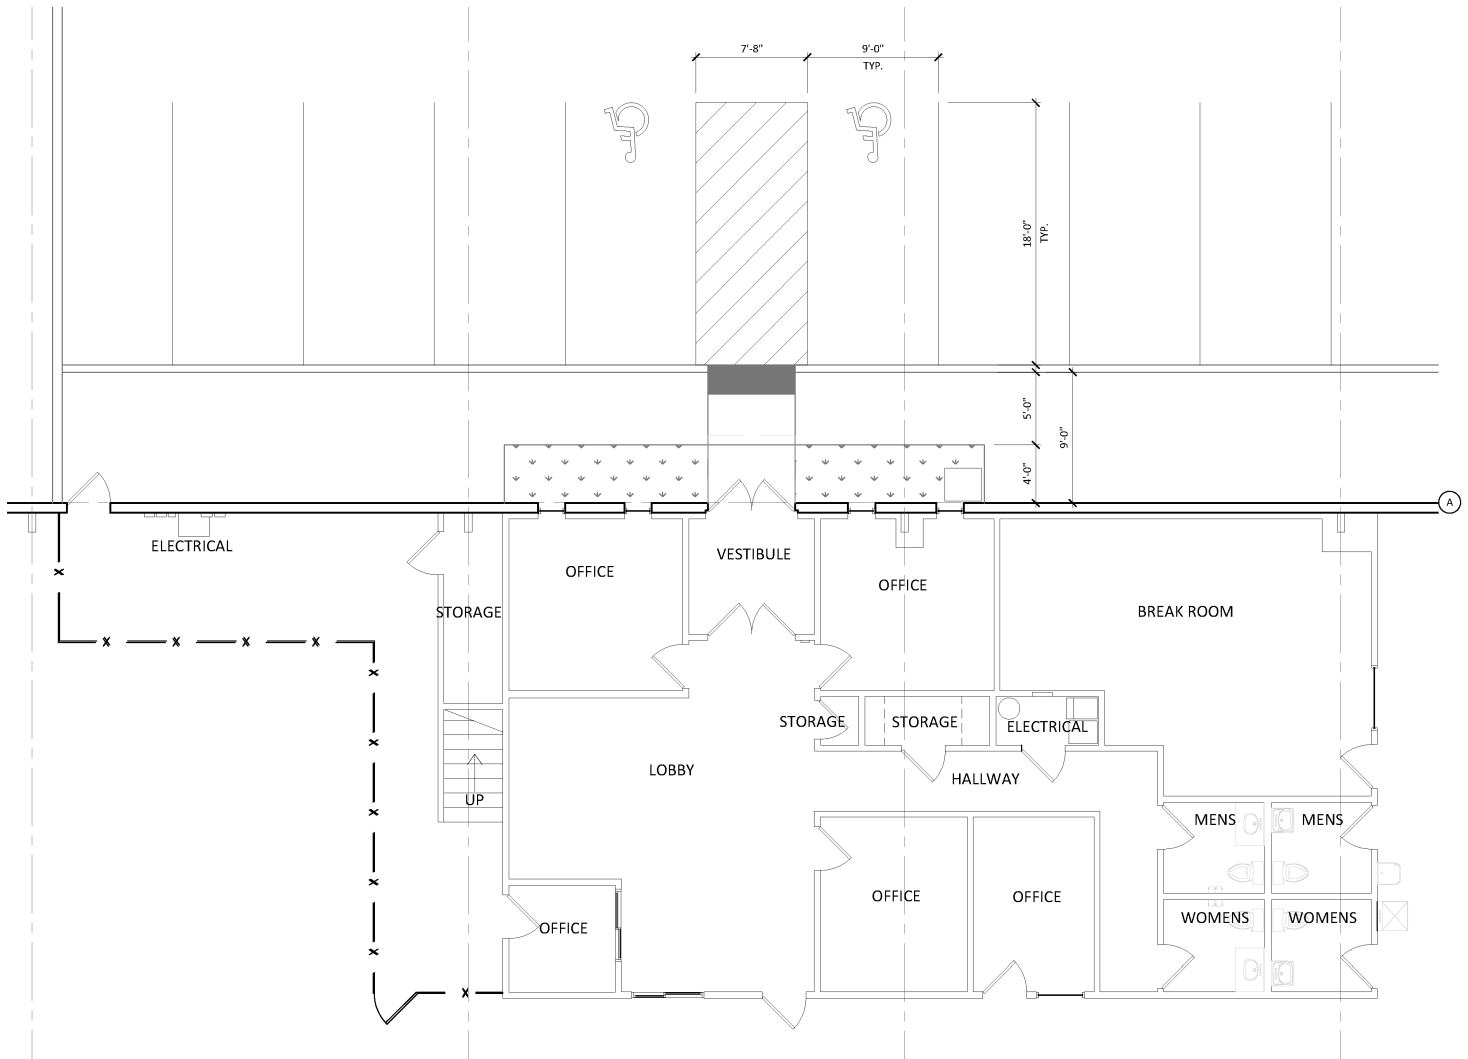 7'-8"
9'-0"
TYP.
18'-0"
TYP.
5'-0"
9'-0"
4'-0"
A
ELECTRICAL
VESTIBULE
OFFICE
OFFICE
STORAGE
BREAK ROOM
STORAGE
STORAGE
ELECTRICAL
LOBBY
HALLWAY
UP
MENS
MENS
OFFICE
OFFICE
WOMENS
WOMENS
OFFICE